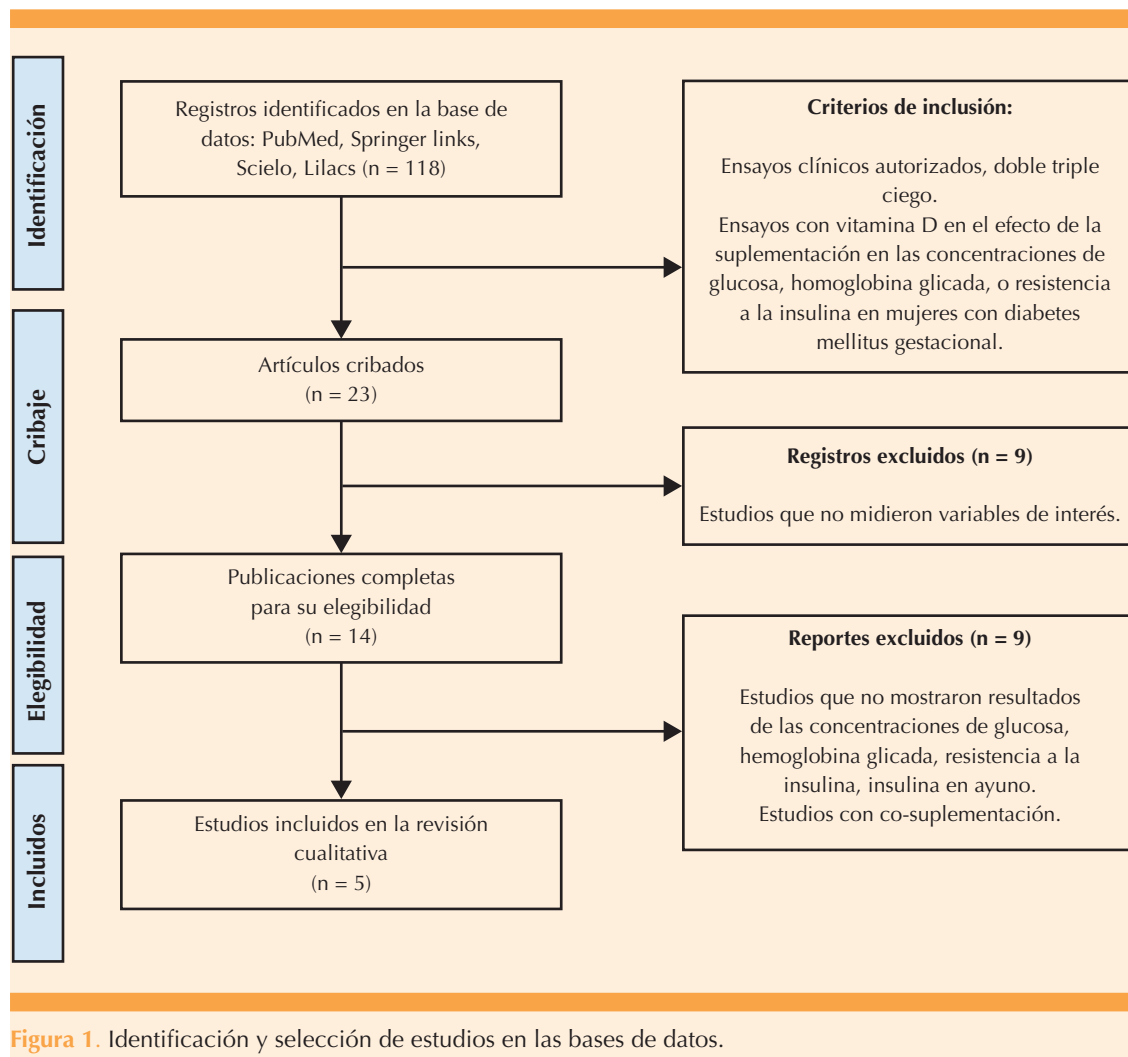 Identificación
Registros identificados en la base de
datos: PubMed, Springer links,
Scielo, Lilacs (n = 118)
Criterios de inclusión:
Ensayos clínicos autorizados, doble triple
ciego.
Ensayos con vitamina D en el efecto de la
suplementación en las concentraciones de
glucosa, homoglobina glicada, o resistencia
a la insulina en mujeres con diabetes
mellitus gestacional.
Cribaje
Artículos cribados
(n = 23)
Registros excluidos (n = 9)
Estudios que no midieron variables de interés.
Elegibilidad
Publicaciones completas
para su elegibilidad
(n = 14)
Reportes excluidos (n = 9)
Estudios que no mostraron resultados
de las concentraciones de glucosa,
hemoglobina glicada, resistencia a la
insulina, insulina en ayuno.
Estudios con co-suplementación.
Incluidos
Estudios incluidos en la revisión
cualitativa
(n = 5)
Figura 1. Identificación y selección de estudios en las bases de datos.